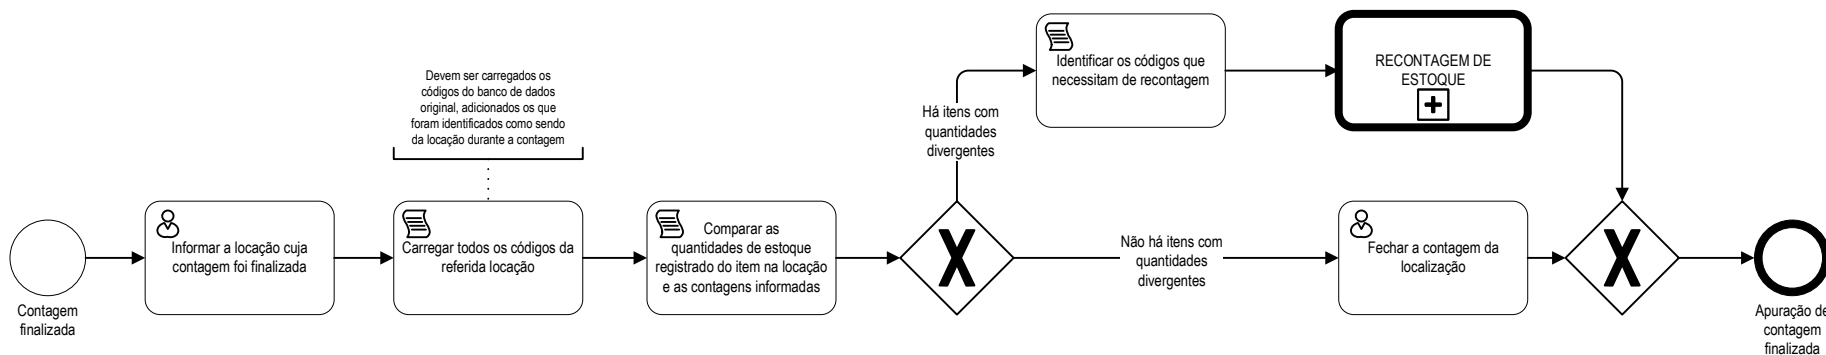 Contagem
finalizada
Informar a locação cuja
contagem foi finalizada
Devem ser carregados os
códigos do banco de dados
original, adicionados os que
foram identificados como sendo
da locação durante a contagem
Carregar todos os códigos da
referida locação
Comparar as
quantidades de estoque
registrado do item na locação
e as contagens informadas
Há itens com
quantidades
divergentes
Identificar os códigos que
necessitam de recontagem
RECONTAGEM DE
ESTOQUE
Não há itens com
quantidades
divergentes
Fechar a contagem da
localização
Apuração de
contagem
finalizada